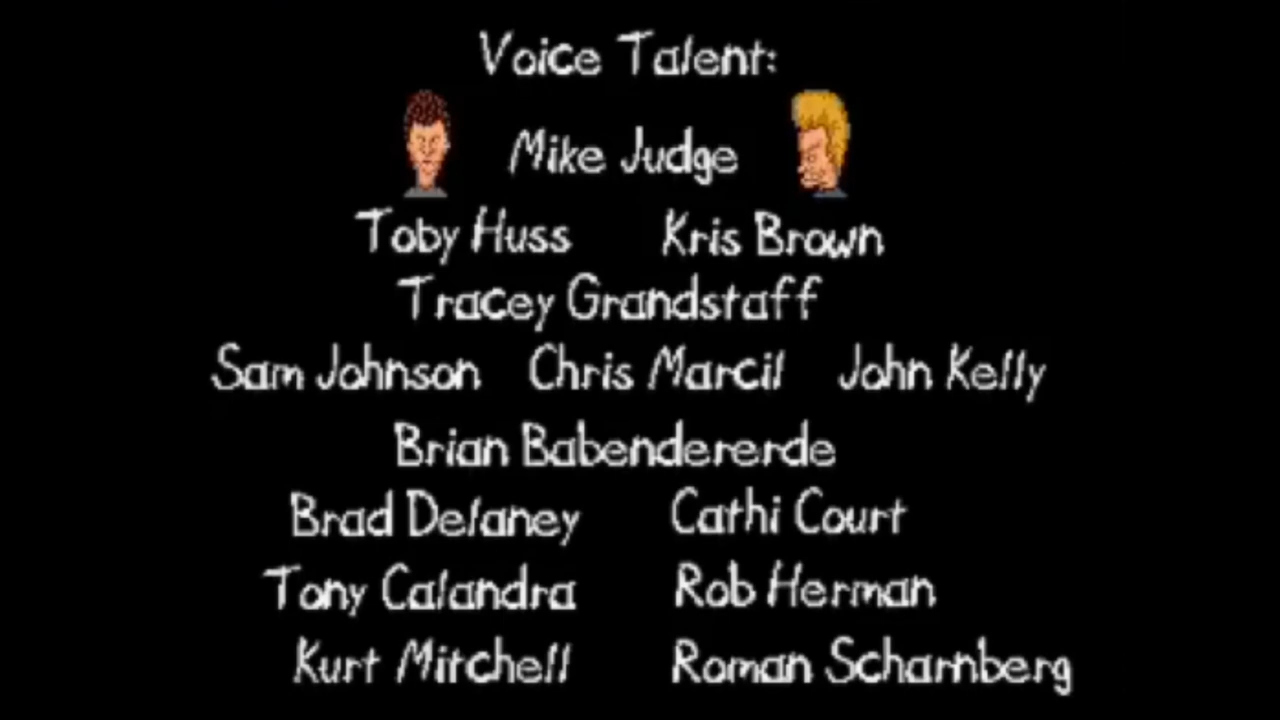 Voice Talent:
Mike Judge
Toby Huss Kris Brown
Tracey Grandstaff
Sam Johnson Chris Marcil John Kelly
Brian Babendererde
Brad Delaney Cathi Court
Tony Calandra Rob Herman
Kurt Mitchell Roman Scharnberg